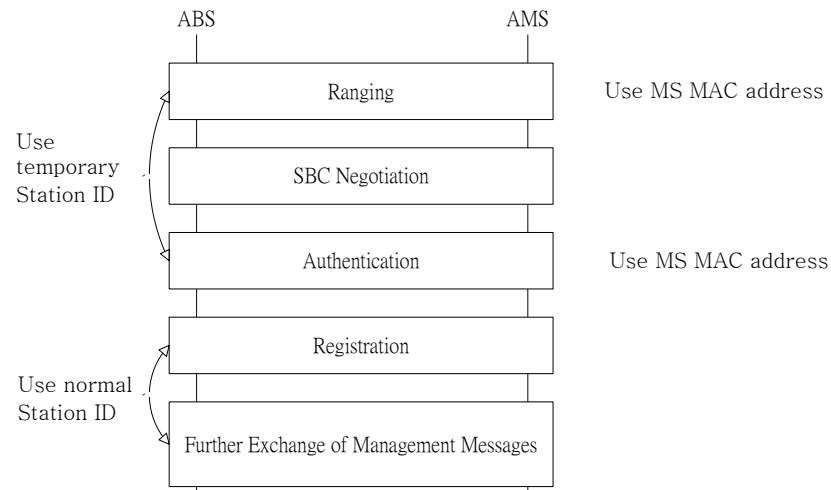 ABS AMS
Ranging
Use MS MAC address
Use
temporary
Station ID
SBC Negotiation
Authentication
Use MS MAC address
Registration
Use normal
Station ID
Further Exchange of Management Messages